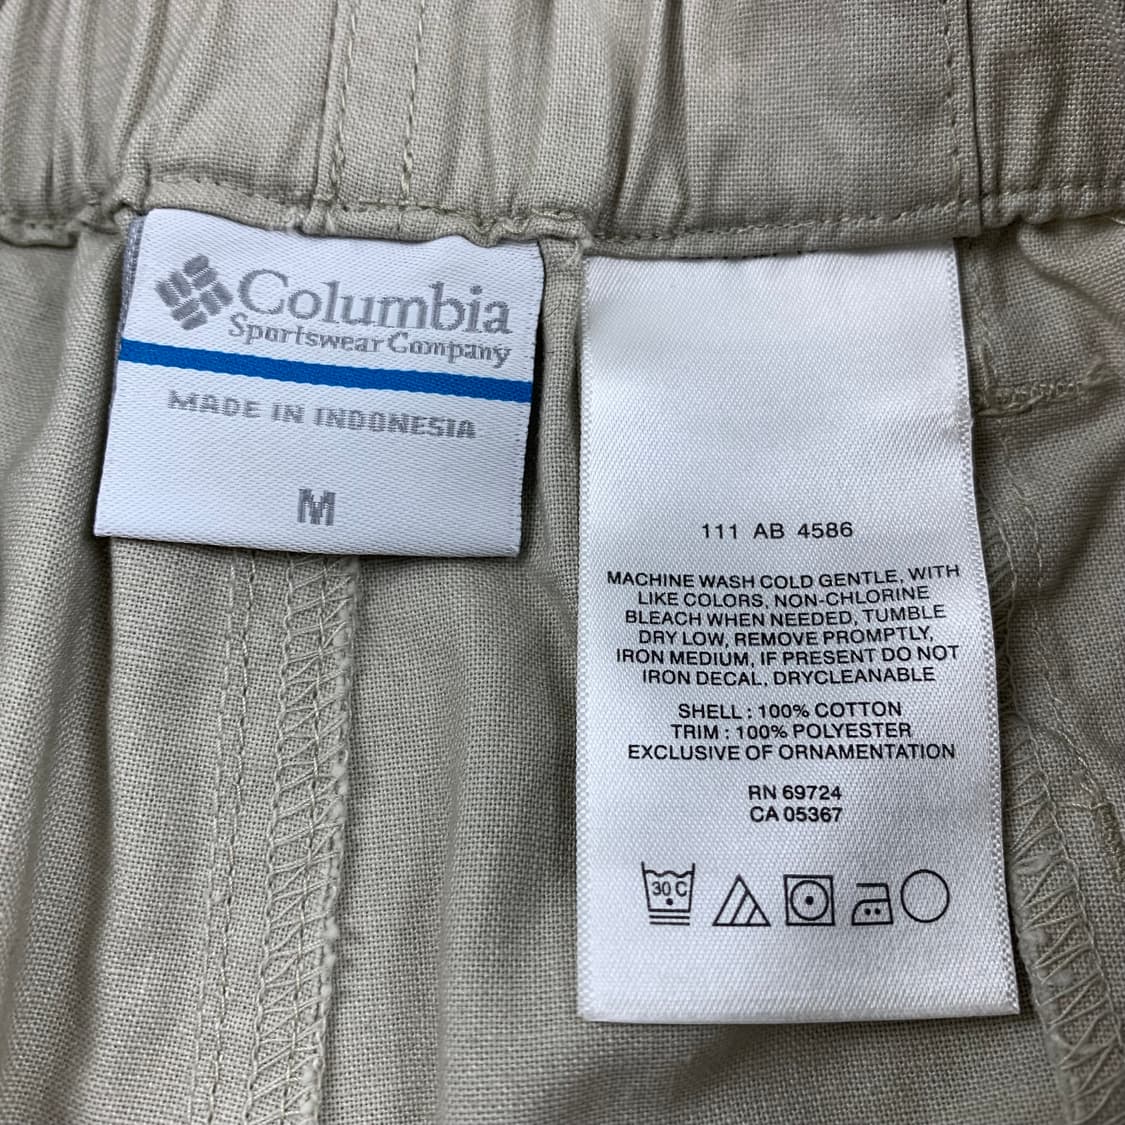 Columbia
Sportswear Company
MADE IN INDONESIA
M
111 AB 4586
MACHINE WASH COLD GENTLE, WITH
LIKE COLORS, NON-CHLORINE
BLEACH WHEN NEEDED, TUMBLE
DRY LOW, REMOVE PROMPTLY,
IRON MEDIUM, IF PRESENT DO NOT
IRON DECAL, DRYCLEANABLE
SHELL : 100% COTTON
TRIM : 100% POLYESTER
EXCLUSIVE OF ORNAMENTATION
RN 69724
CA 05367
30 C